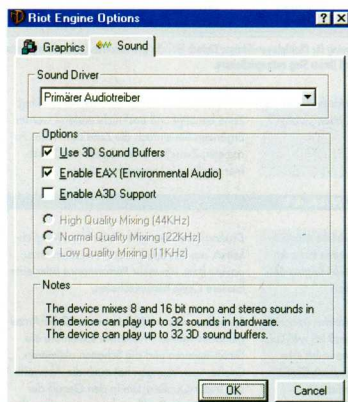 Riot Engine Options
Graphics
Sound
Sound Driver
Primärer Audiotreiber
Options
Use 3D Sound Buffers
Enable EAX (Environmental Audio)
Enable A3D Support
High Quality Mixing (44KHz)
Normal Quality Mixing (22KHz)
Low Quality Mixing (11KHz)
Notes
The device mixes 8 and 16 bit mono and stereo sounds in
The device can play up to 32 sounds in hardware.
The device can play up to 32 3D sound buffers.
OK
Cancel